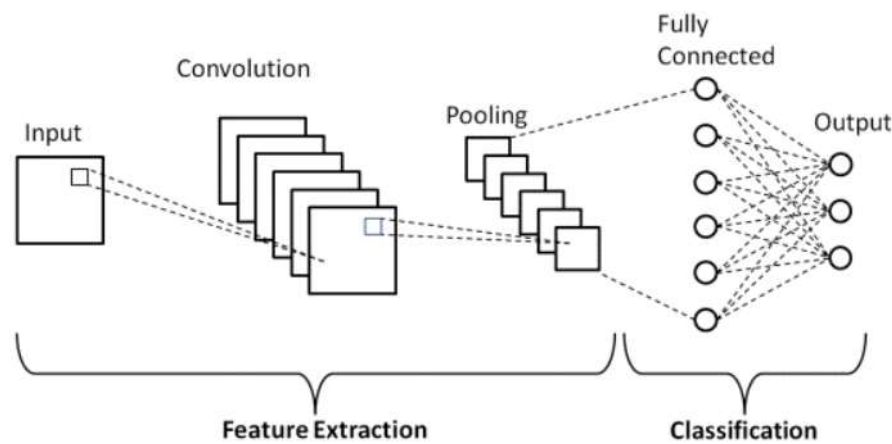 Input
Convolution
Pooling
Fully
Connected
Output
Feature Extraction
Classification